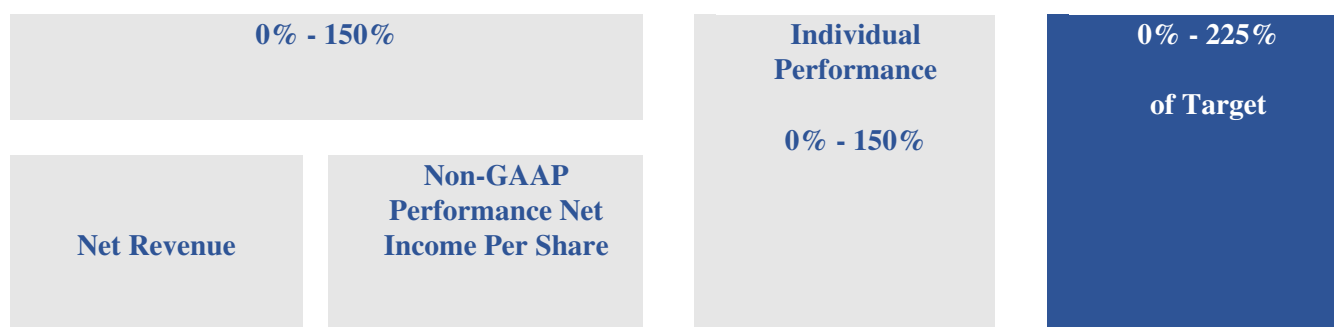 0% - 150%
Net Revenue
Non-GAAP
Performance Net
Income Per Share
Individual
Performance
0% - 150%
0% - 225%
of Target